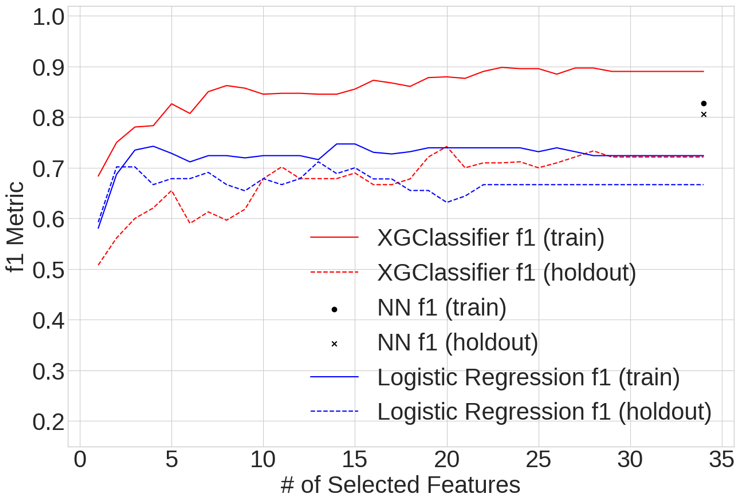 1.0
0.9
0.8
0.7
0.6
0.5
0.4
0.3
0.2
f1 Metric
XGClassifier f1 (train)
XGClassifier f1 (holdout)
NN f1 (train)
NN f1 (holdout)
Logistic Regression f1 (train)
Logistic Regression f1 (holdout)
0 5 10 15 20 25 30 35
# of Selected Features